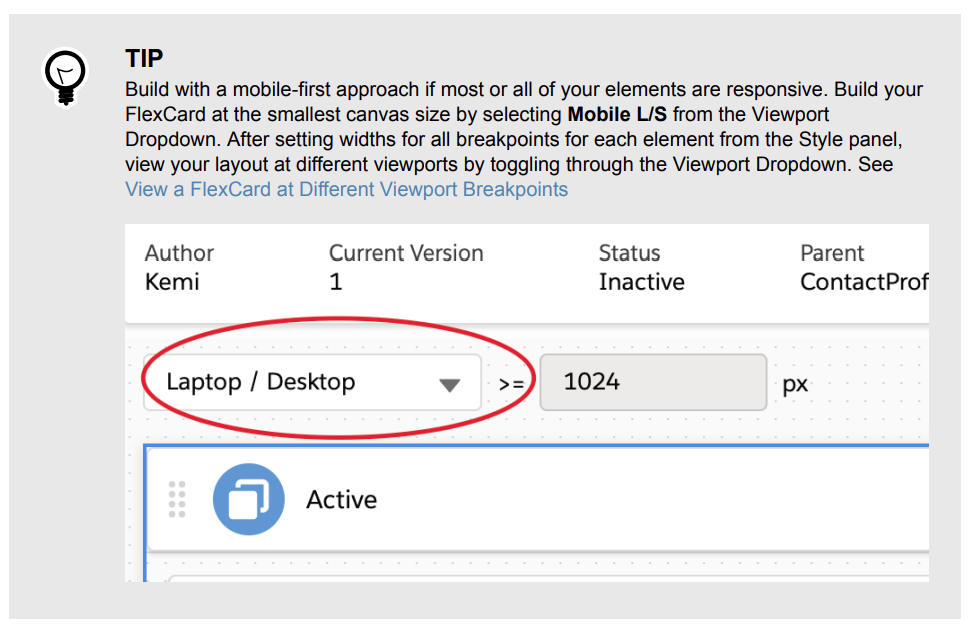 TIP
Build with a mobile-first approach if most or all of your elements are responsive. Build your
FlexCard at the smallest canvas size by selecting Mobile L/S from the Viewport
Dropdown. After setting widths for all breakpoints for each element from the Style panel,
view your layout at different viewports by toggling through the Viewport Dropdown. See
View a FlexCard at Different Viewport Breakpoints
Author Current Version Status Parent
Kemi 1 Inactive ContactProf
Laptop / Desktop >= 1024 px
Active